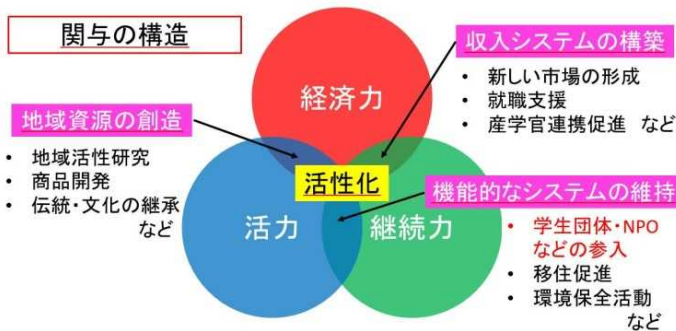 関与の構造
経済力
収入システムの構築
• 新しい市場の形成
• 就職支援
• 産学官連携促進 など
地域資源の創造
• 地域活性研究
• 商品開発
• 伝統・文化の継承
など
活性化
活力
継続力
機能的なシステムの維持
• 学生団体・NPO
などの参入
• 移住促進
• 環境保全活動
など